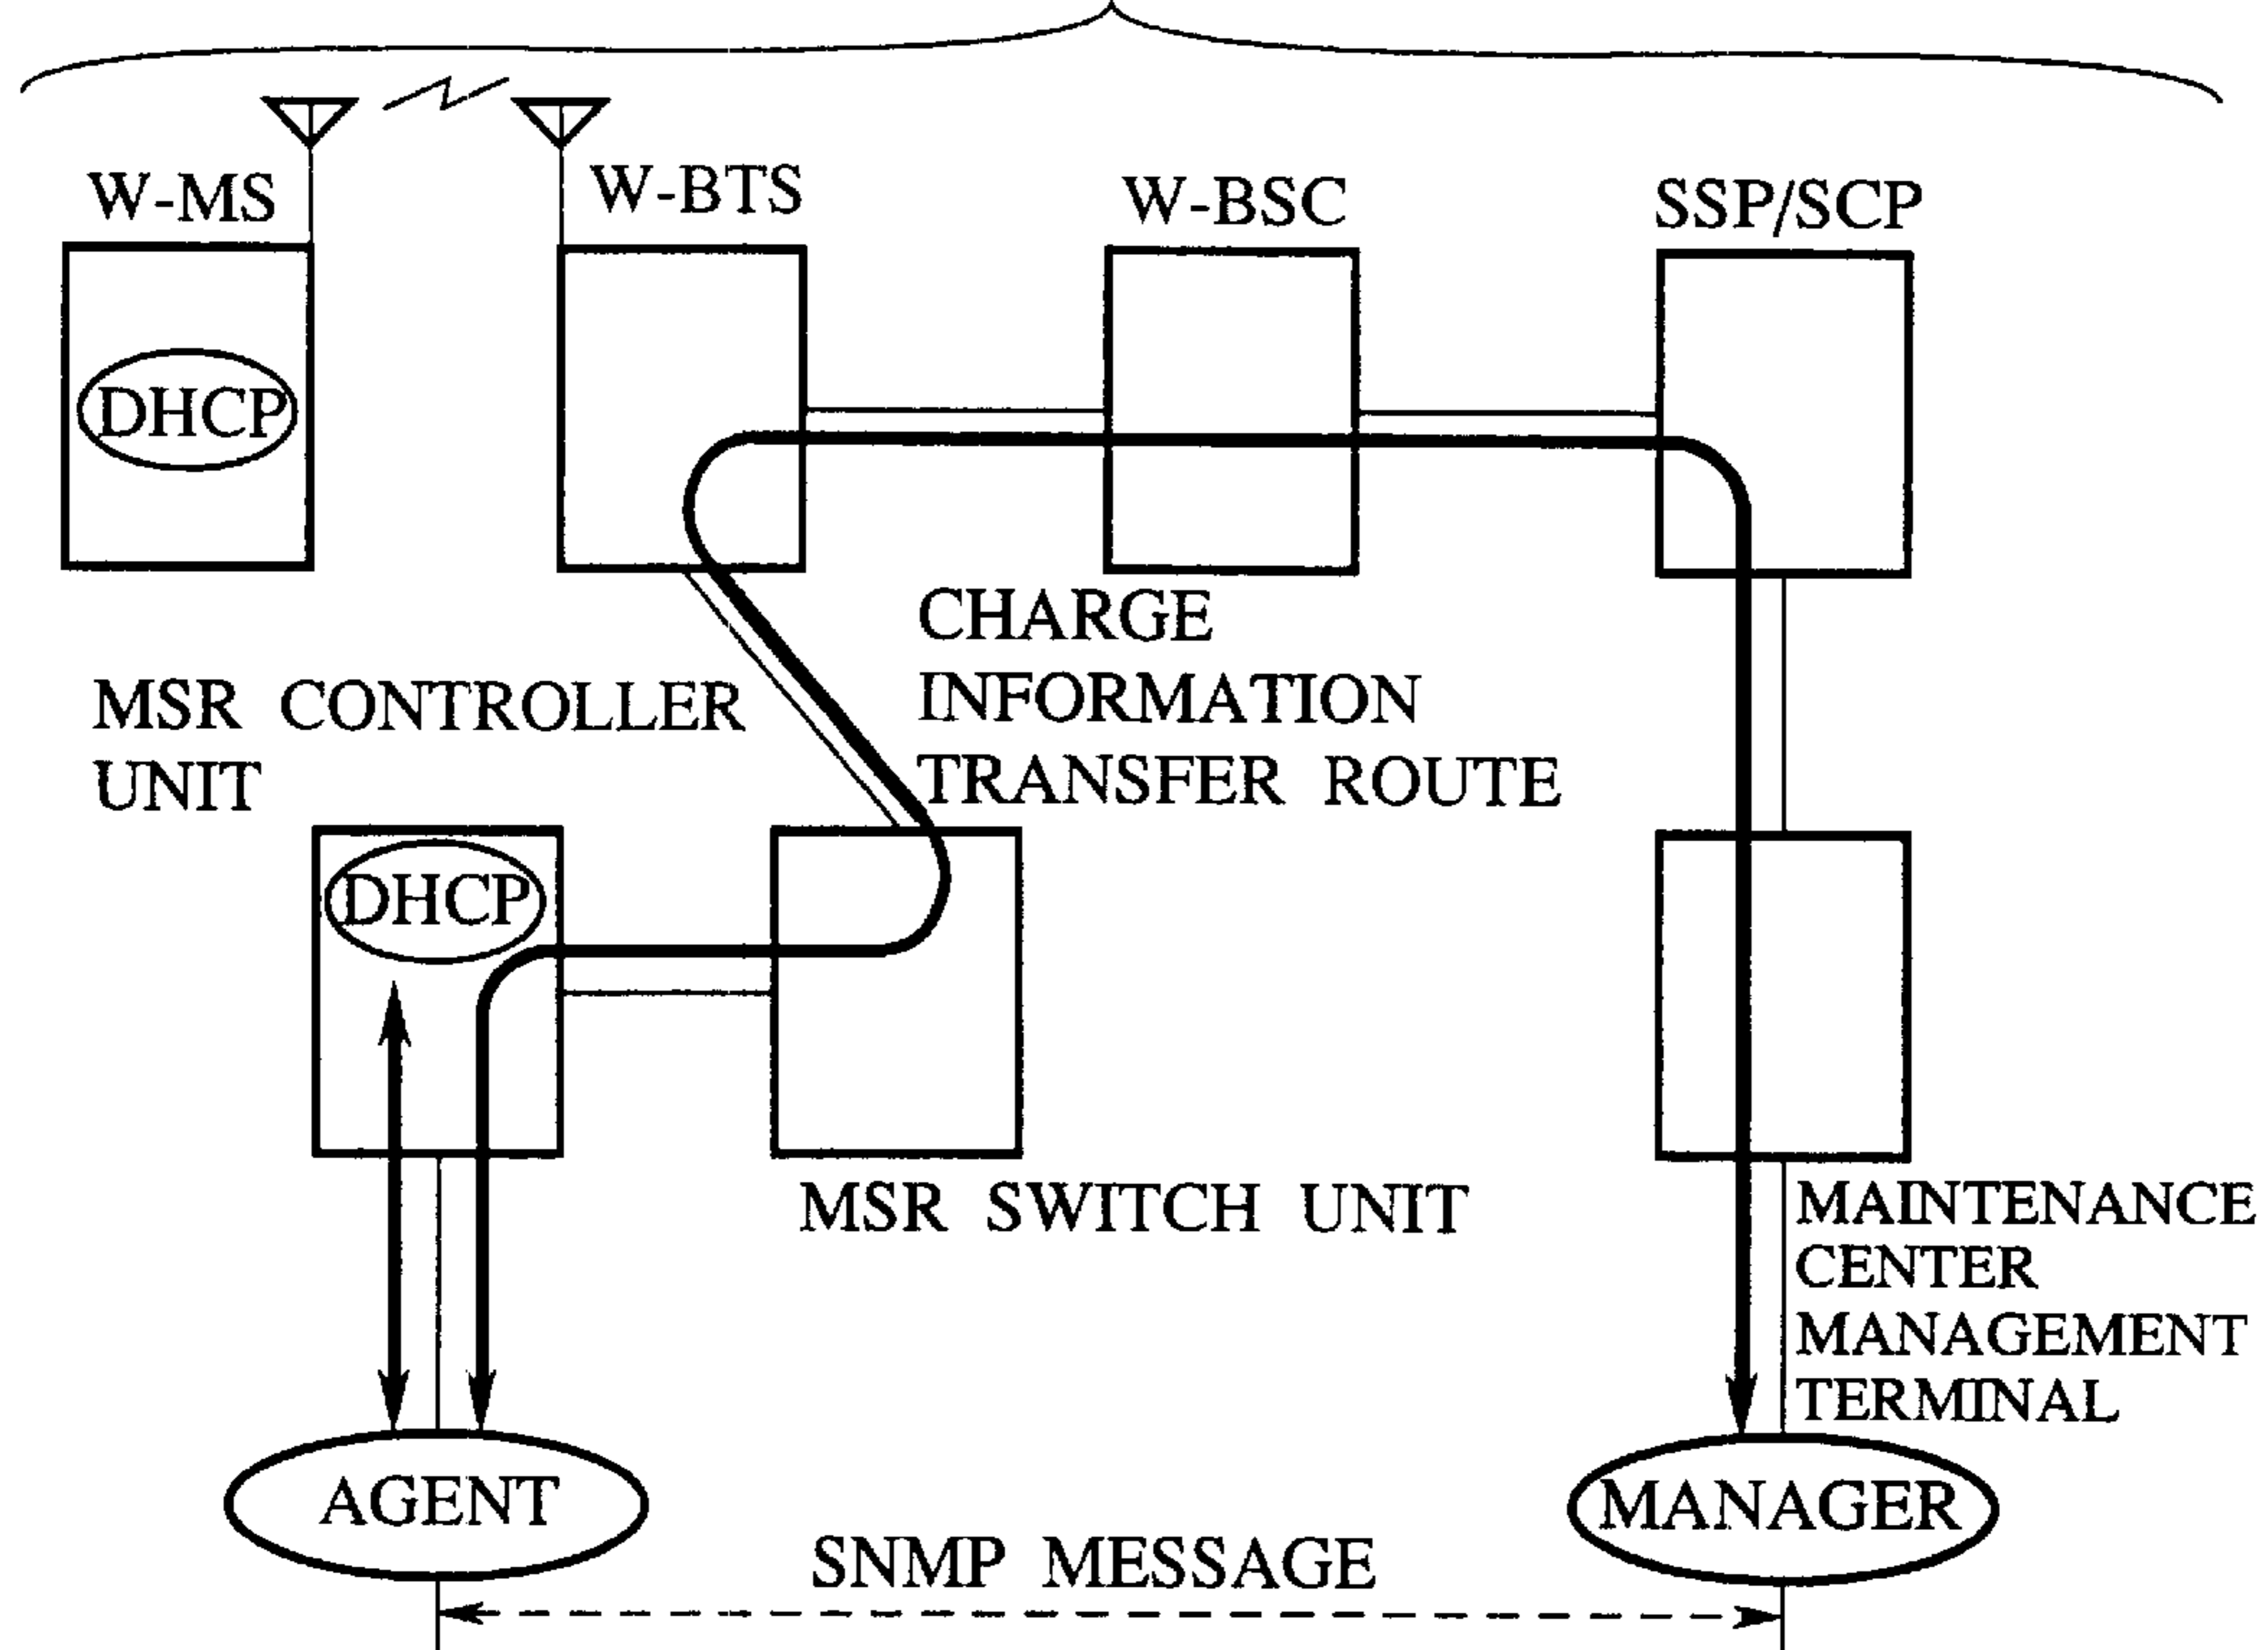 W-MS
W-BTS
W-BSC
SSP/SCP
DHCP
CHARGE
INFORMATION
TRANSFER ROUTE
MSR CONTROLLER
UNIT
DHCP
MSR SWITCH UNIT
MAINTENANCE
CENTER
MANAGEMENT
TERMINAL
AGENT
MANAGER
SNMP MESSAGE